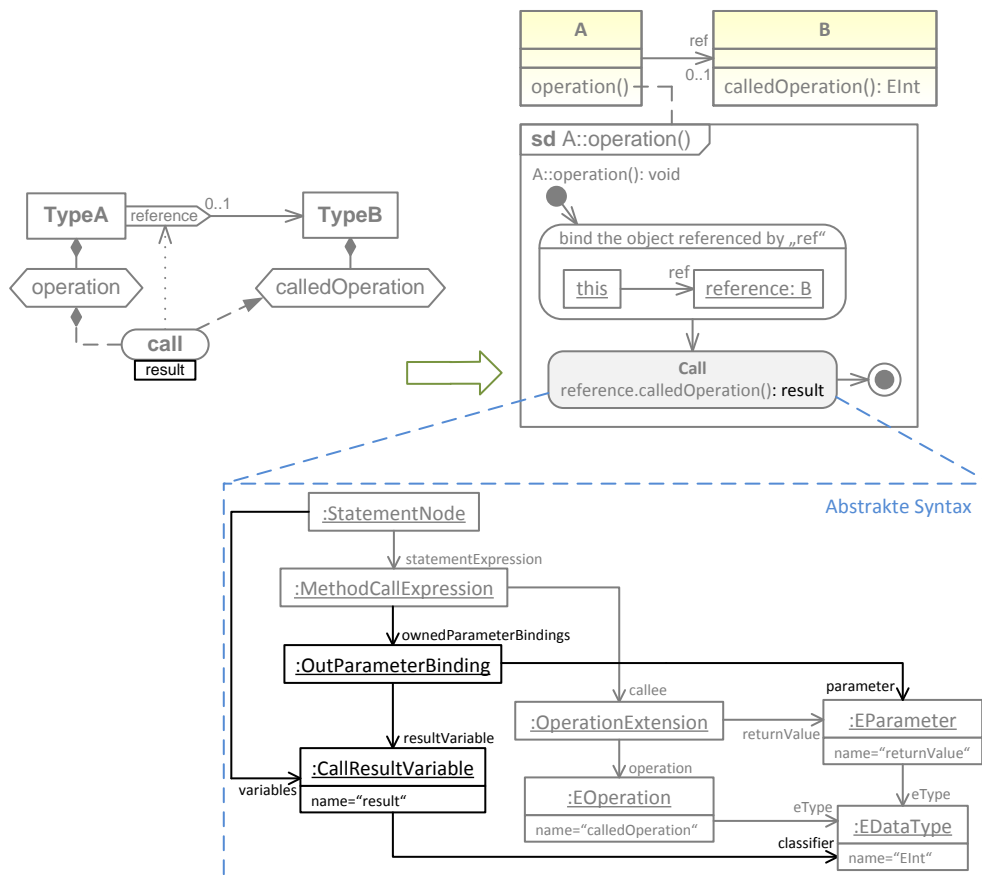 A
B
ref
0..1
operation()
calledOperation(): EInt
sd A::operation()
A::operation(): void
bind the object referenced by „ref“
this
ref
reference: B
Call
reference.calledOperation(): result
TypeA
reference
0..1
TypeB
operation
calledOperation
call
result
Abstrakte Syntax
:StatementNode
statementExpression
:MethodCallExpression
ownedParameterBindings
:OutParameterBinding
callee
parameter
:OperationExtension
returnValue
:EParameter
name=“returnValue“
resultVariable
:CallResultVariable
variables
name=“result“
operation
:EOperation
name=“calledOperation“
eType
eType
:EDataType
classifier
name=“EInt“